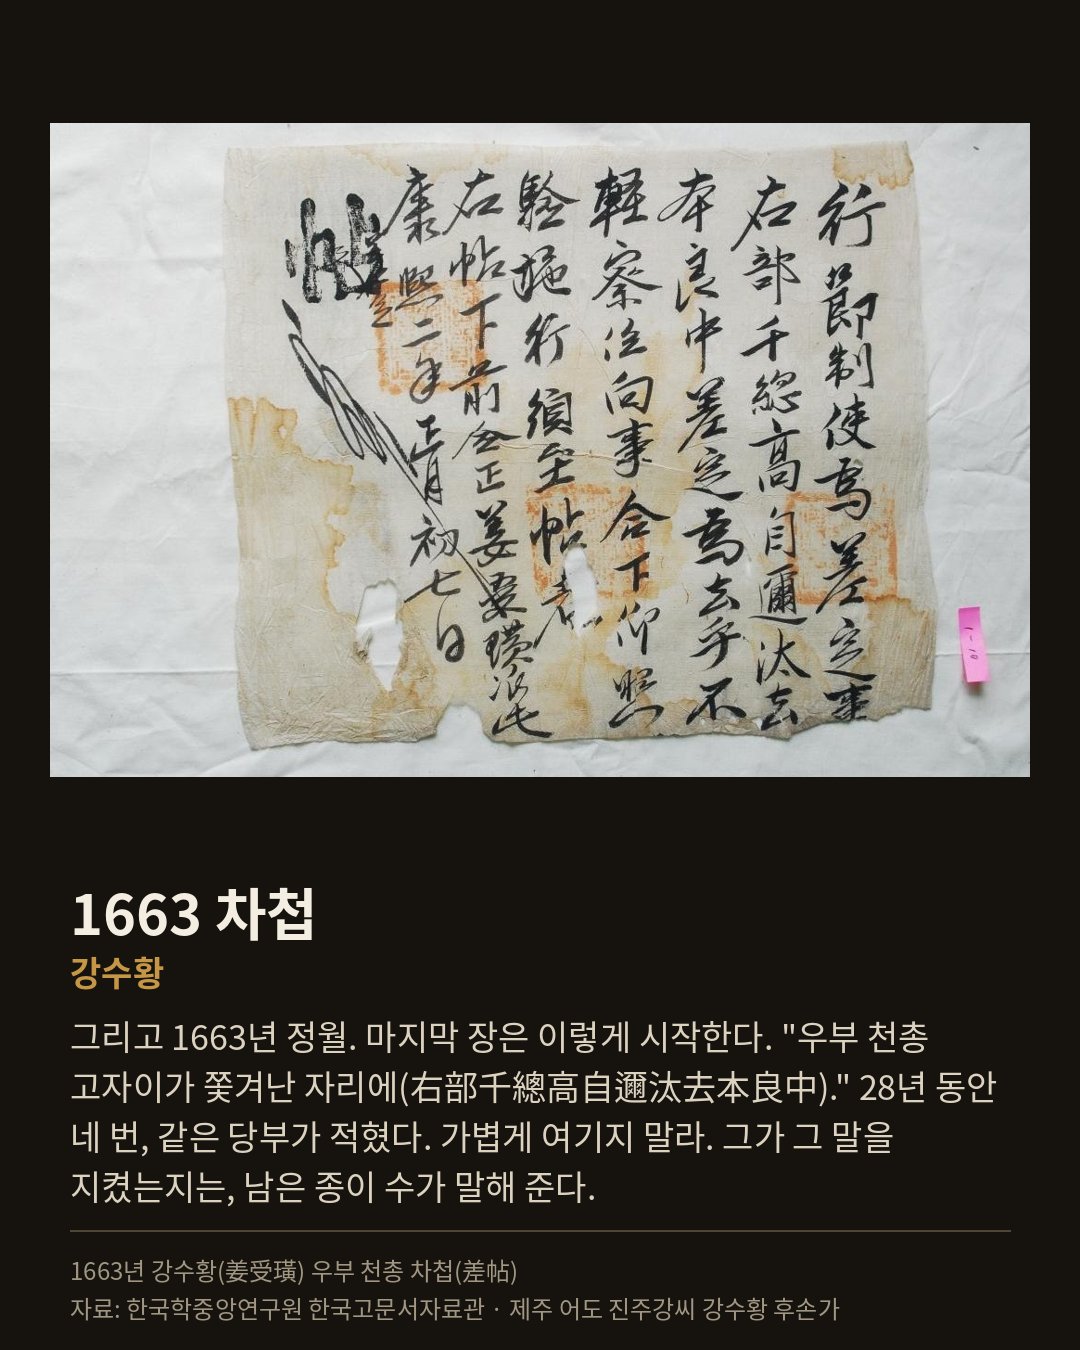 行 節制使爲差定事
右部千總高自邇汰去
本良中差定爲去乎不
輕察任向事合下仰照
驗施行須至帖者
右帖下前僉正姜受璜准此
康熙二年正月初七日
帖
1-10
1663 차첩
강수황
그리고 1663년 정월. 마지막 장은 이렇게 시작한다. "우부 천총
고자이가 쫓겨난 자리에(右部千總高自邇汰去本良中)." 28년 동안
네 번, 같은 당부가 적혔다. 가볍게 여기지 말라. 그가 그 말을
지켰는지는, 남은 종이 수가 말해 준다.
1663년 강수황(姜受璜) 우부 천총 차첩(差帖)
자료: 한국학중앙연구원 한국고문서자료관 · 제주 어도 진주강씨 강수황 후손가